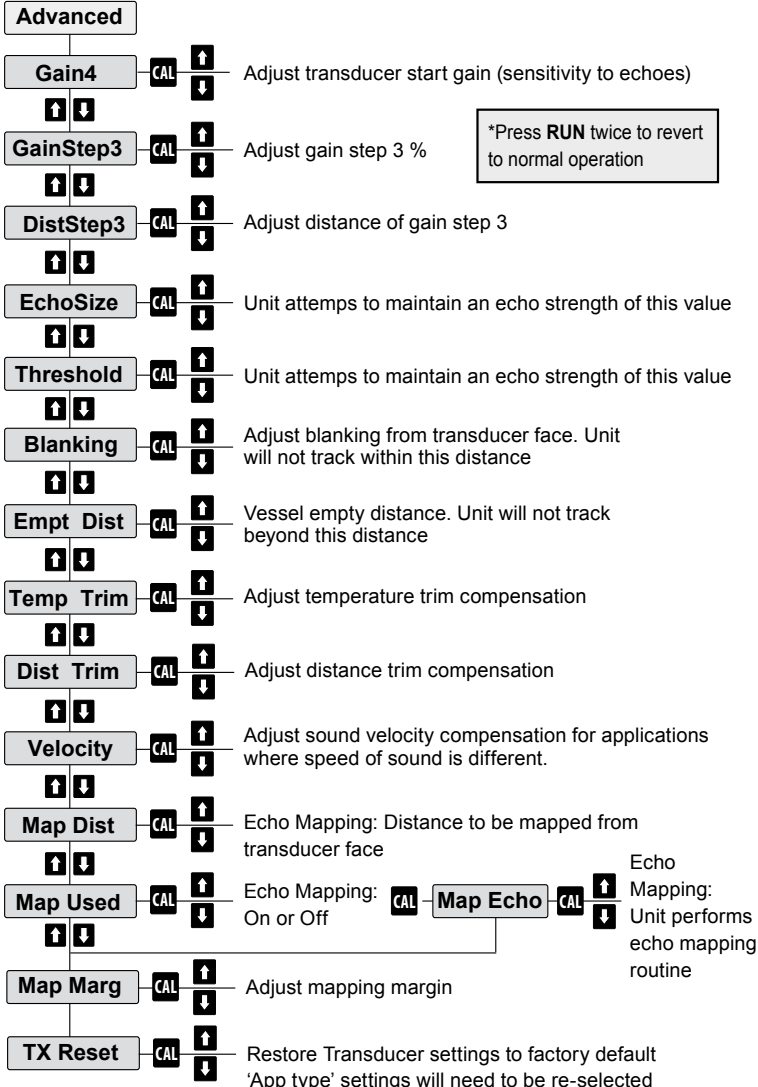 Advanced
Gain4 CAL Adjust transducer start gain (sensitivity to echoes)
GainStep3 CAL Adjust gain step 3 %
*Press RUN twice to revert
to normal operation
DistStep3 CAL Adjust distance of gain step 3
EchoSize CAL Unit attemps to maintain an echo strength of this value
Threshold CAL Unit attemps to maintain an echo strength of this value
Blanking CAL Adjust blanking from transducer face. Unit
will not track within this distance
Empt Dist CAL Vessel empty distance. Unit will not track
beyond this distance
Temp Trim CAL Adjust temperature trim compensation
Dist Trim CAL Adjust distance trim compensation
Velocity CAL Adjust sound velocity compensation for applications
where speed of sound is different.
Map Dist CAL Echo Mapping: Distance to be mapped from
transducer face
Map Used CAL Echo Mapping:
On or Off
CAL Map Echo CAL Echo
Mapping:
Unit performs
echo mapping
routine
Map Marg CAL Adjust mapping margin
TX Reset CAL Restore Transducer settings to factory default
'App type' settings will need to be re-selected